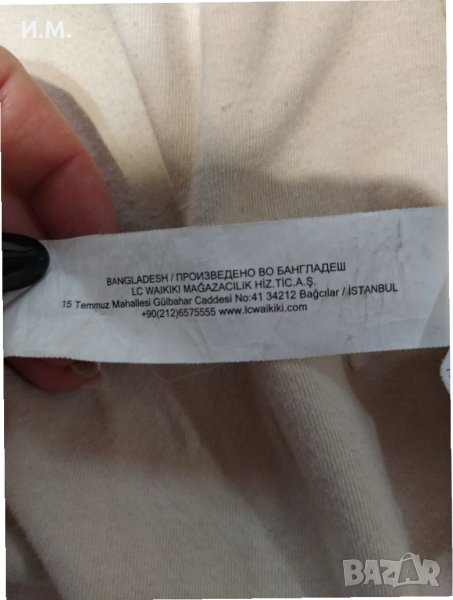 И.М.
BANGLADESH / ПРОИЗВЕДЕНО ВО БАНГЛАДЕШ
LC WAIKIKI MAĞAZACILIK HİZ.TİC.A.Ş.
15 Temmuz Mahallesi Gülbahar Caddesi No:41 34212 Bağcılar / İSTANBUL
+90(212)6575555 www.lcwaikiki.com
BAZAR